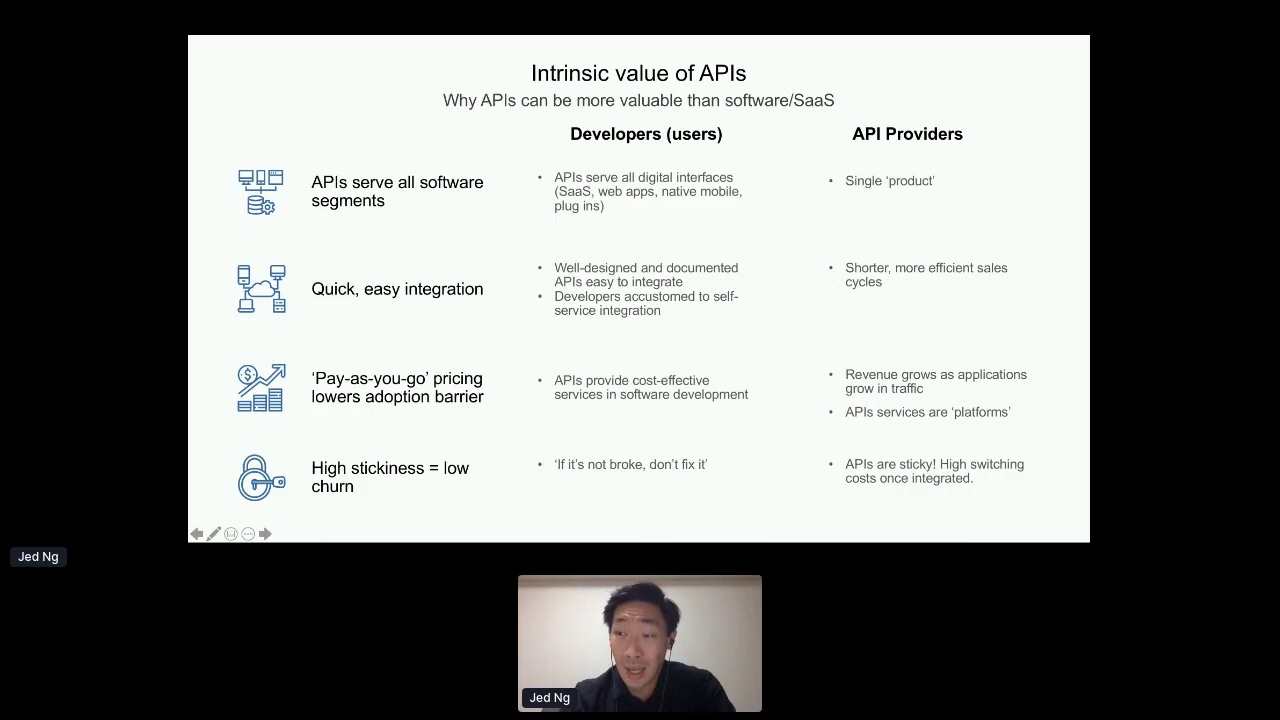 Intrinsic value of APIs
Why APIs can be more valuable than software/SaaS
Developers (users)
API Providers
APIs serve all software
segments
• APIs serve all digital interfaces
(SaaS, web apps, native mobile,
plug ins)
• Single ‘product’
Quick, easy integration
• Well-designed and documented
APIs easy to integrate
• Developers accustomed to self-
service integration
• Shorter, more efficient sales
cycles
‘Pay-as-you-go’ pricing
lowers adoption barrier
• APIs provide cost-effective
services in software development
• Revenue grows as applications
grow in traffic
• APIs services are ‘platforms’
High stickiness = low
churn
• ‘If it’s not broke, don’t fix it’
• APIs are sticky! High switching
costs once integrated.
Jed Ng
Jed Ng